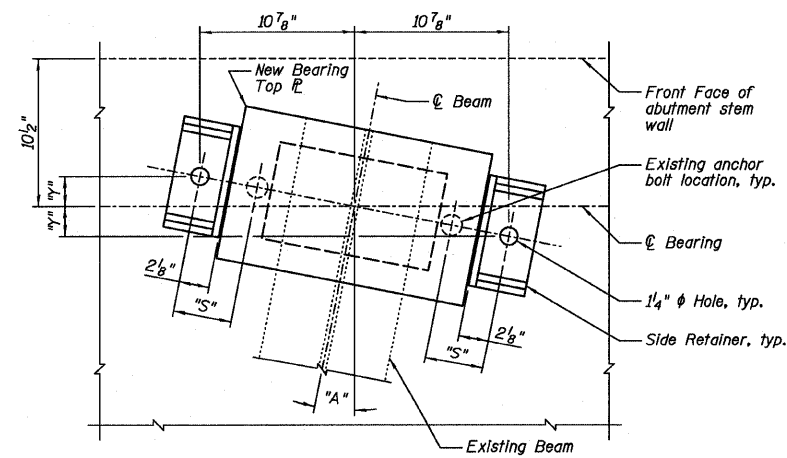 10 7/8"
10 7/8"
New Bearing
Top ℙL
℄ Beam
Front Face of
abutment stem
wall
10 1/2"
Existing anchor
bolt location, typ.
"Y"
"Y"
℄ Bearing
2 1/8"
"S"
1 1/4" ϕ Hole, typ.
2 1/8"
"S"
Side Retainer, typ.
"A"
Existing Beam